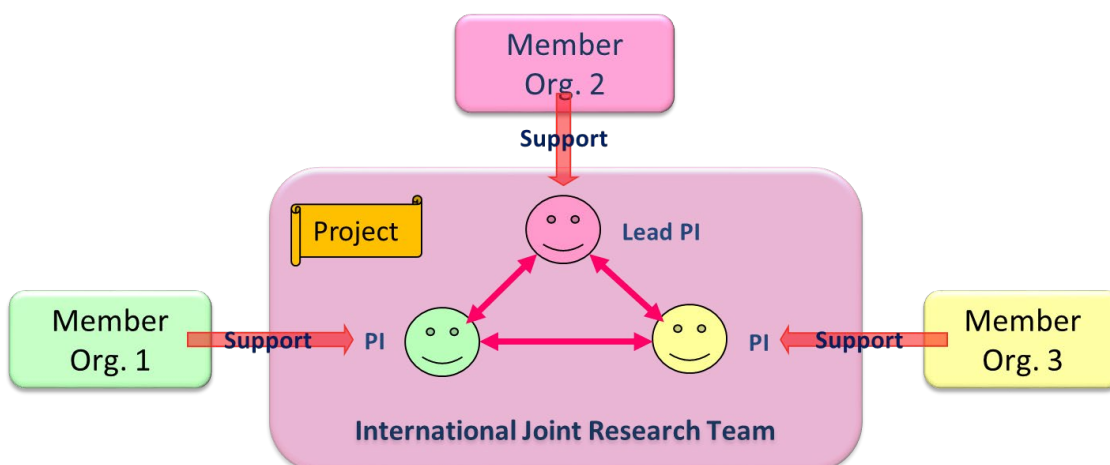 Member
Org. 2
Support
Project
Lead PI
Member
Org. 1
Support
PI
PI
Support
Member
Org. 3
International Joint Research Team